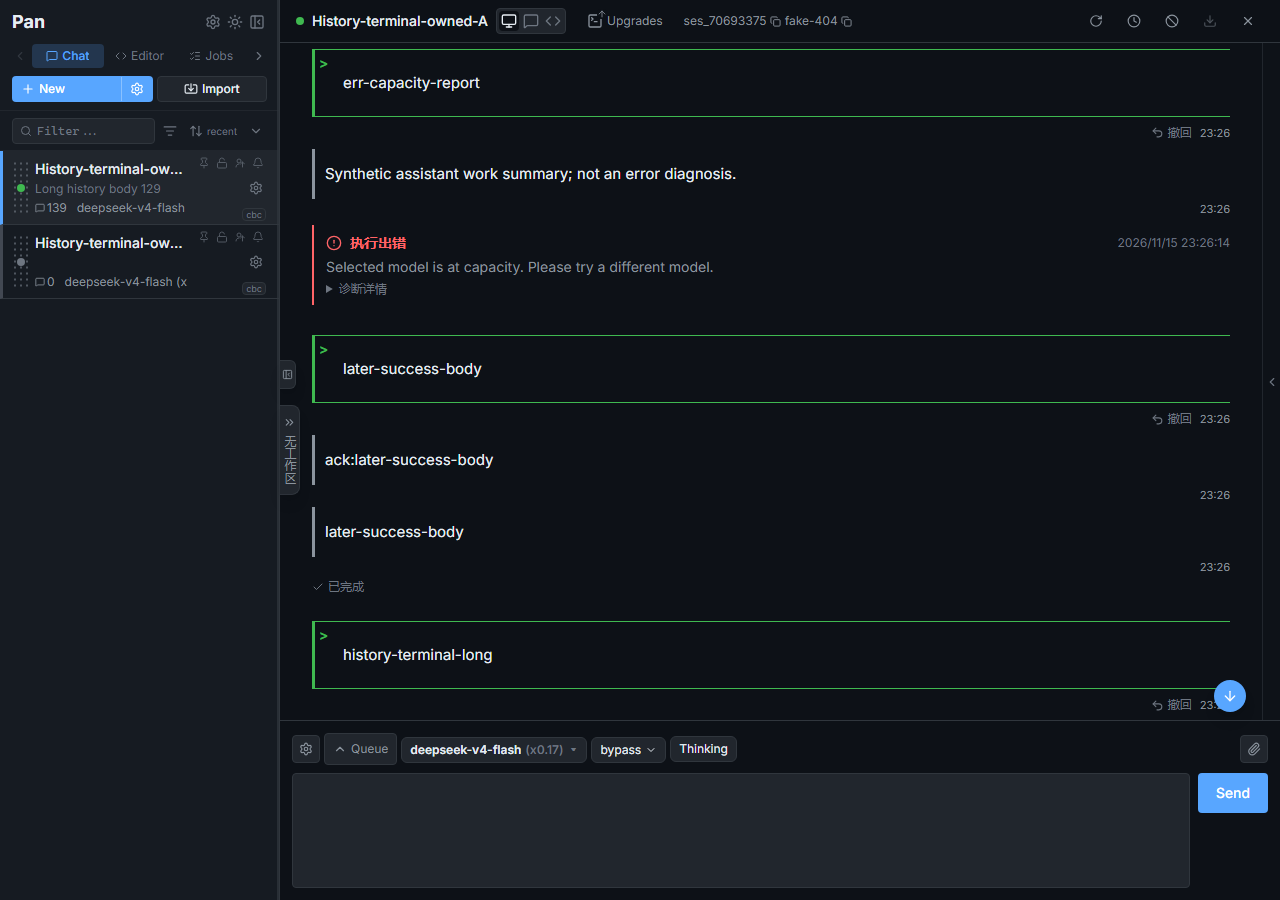 Pan
Chat
Editor
Jobs
New
Import
Filter ...
recent
History-terminal-ow...
Long history body 129
139 deepseek-v4-flash
cbc
History-terminal-ow...
0 deepseek-v4-flash (x
cbc
History-terminal-owned-A
Upgrades
ses_70693375
fake-404
>
err-capacity-report
撤回 23:26
Synthetic assistant work summary; not an error diagnosis.
23:26
执行出错
2026/11/15 23:26:14
Selected model is at capacity. Please try a different model.
诊断详情
>
later-success-body
撤回 23:26
ack:later-success-body
23:26
later-success-body
23:26
已完成
>
history-terminal-long
撤回
无工作区
Queue
deepseek-v4-flash (x0.17)
bypass
Thinking
Send